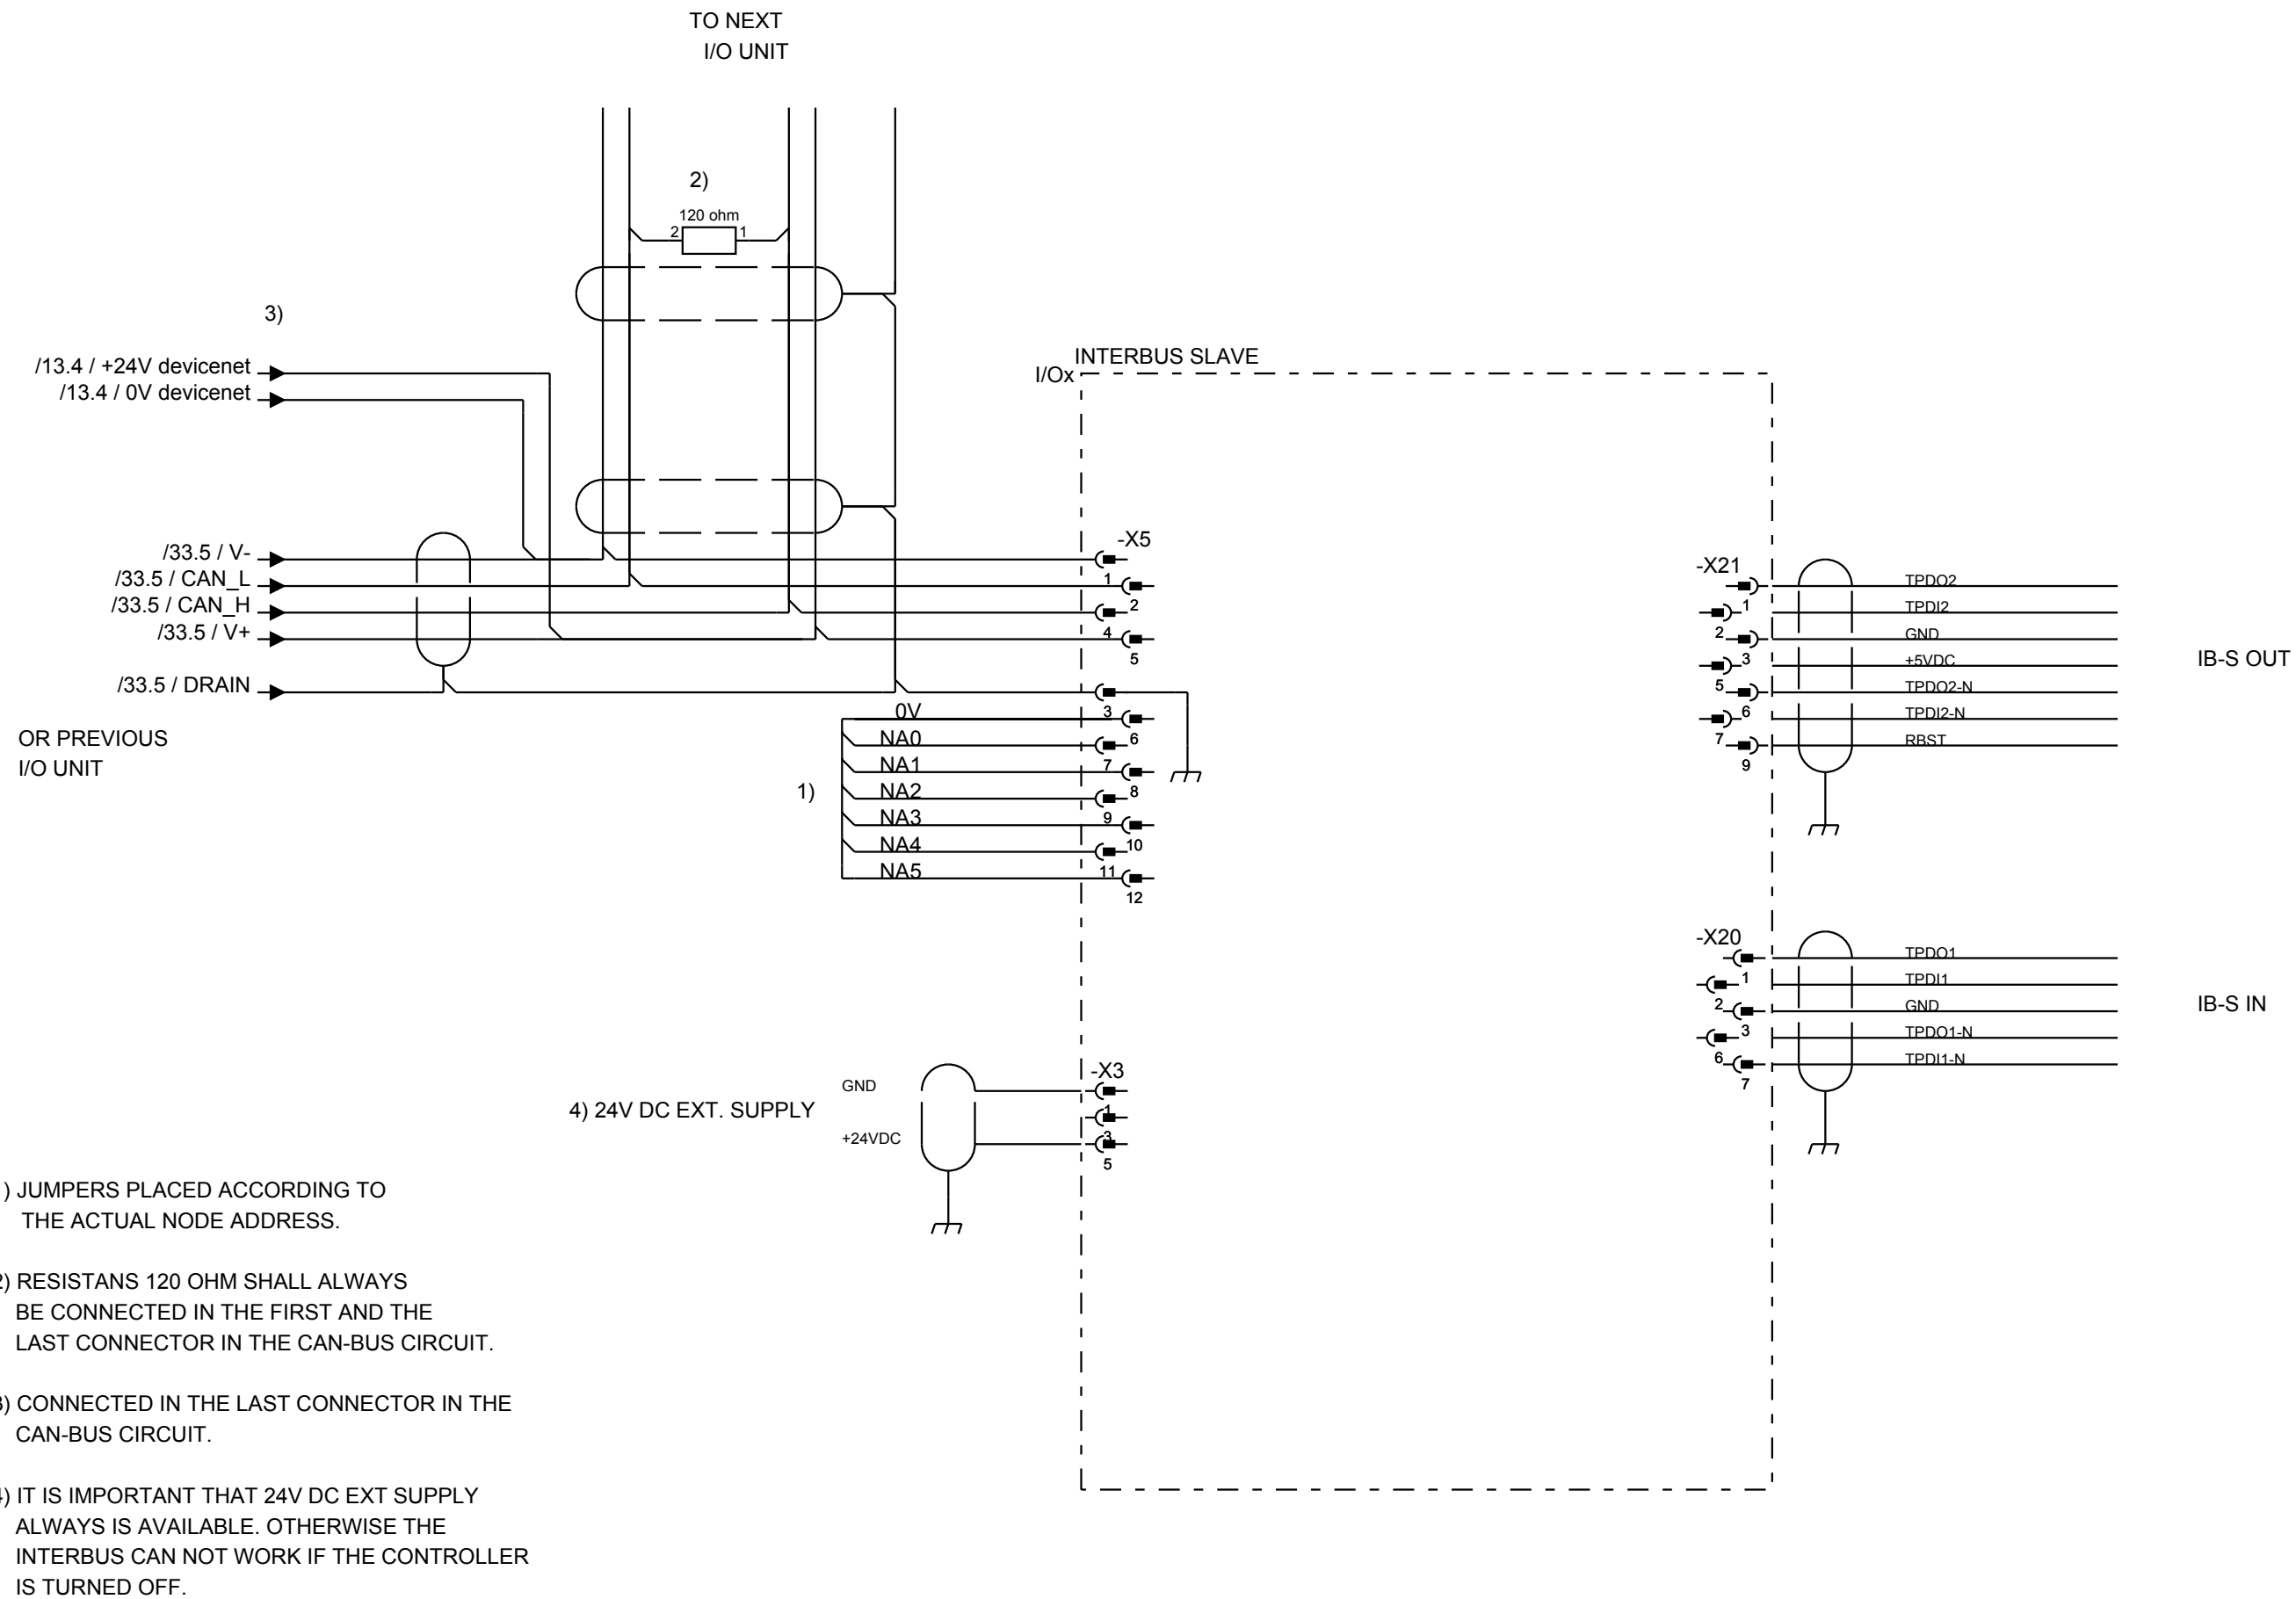 TO NEXT
I/O UNIT
2)
120 ohm
2 1
3)
/13.4 / +24V devicenet
/13.4 / 0V devicenet
INTERBUS SLAVE
I/Ox
/33.5 / V-
/33.5 / CAN_L
/33.5 / CAN_H
/33.5 / V+
/33.5 / DRAIN
OR PREVIOUS
I/O UNIT
-X5
1
2
4
5
3
6
7
8
9
10
11
12
0V
NA0
NA1
NA2
NA3
NA4
NA5
1)
-X21
1
2
3
5
6
7
9
TPDO2
TPDI2
GND
+5VDC
TPDO2-N
TPDI2-N
RBST
IB-S OUT
-X20
1
2
3
6
7
TPDO1
TPDI1
GND
TPDO1-N
TPDI1-N
IB-S IN
-X3
1
3
5
GND
4) 24V DC EXT. SUPPLY
+24VDC
) JUMPERS PLACED ACCORDING TO
THE ACTUAL NODE ADDRESS.
2) RESISTANS 120 OHM SHALL ALWAYS
BE CONNECTED IN THE FIRST AND THE
LAST CONNECTOR IN THE CAN-BUS CIRCUIT.
3) CONNECTED IN THE LAST CONNECTOR IN THE
CAN-BUS CIRCUIT.
4) IT IS IMPORTANT THAT 24V DC EXT SUPPLY
ALWAYS IS AVAILABLE. OTHERWISE THE
INTERBUS CAN NOT WORK IF THE CONTROLLER
IS TURNED OFF.